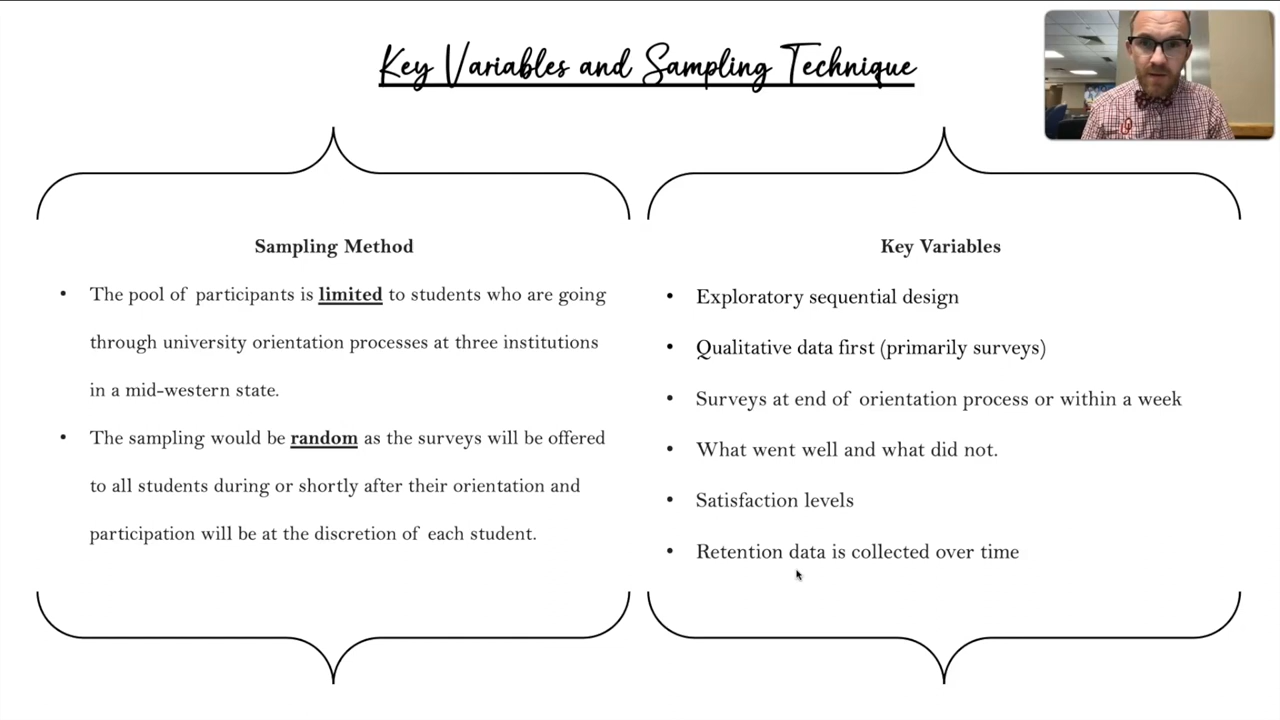 Key Variables and Sampling Technique
Sampling Method
• The pool of participants is limited to students who are going
through university orientation processes at three institutions
in a mid-western state.
• The sampling would be random as the surveys will be offered
to all students during or shortly after their orientation and
participation will be at the discretion of each student.
Key Variables
• Exploratory sequential design
• Qualitative data first (primarily surveys)
• Surveys at end of orientation process or within a week
• What went well and what did not.
• Satisfaction levels
• Retention data is collected over time